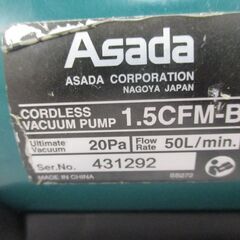 Asada
ASADA CORPORATION
NAGOYA JAPAN
CORDLESS
VACUUM PUMP 1.5CFM-B
Ultimate Vacuum 20Pa Flow Rate 50L/min.
Ser.No. 431292
MADE IN CHINA